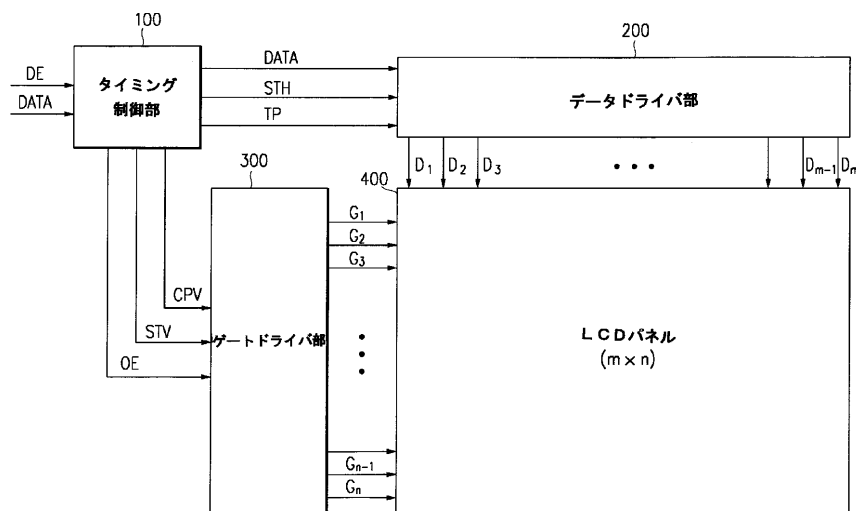 100
DE
DATA
タイミング
制御部
DATA
STH
TP
200
データドライバ部
D1 D2 D3 • • • Dm-1 Dm
300
400
CPV
STV
OE
ゲートドライバ部
G1
G2
G3
Gn-1
Gn
LCDパネル
(m×n)